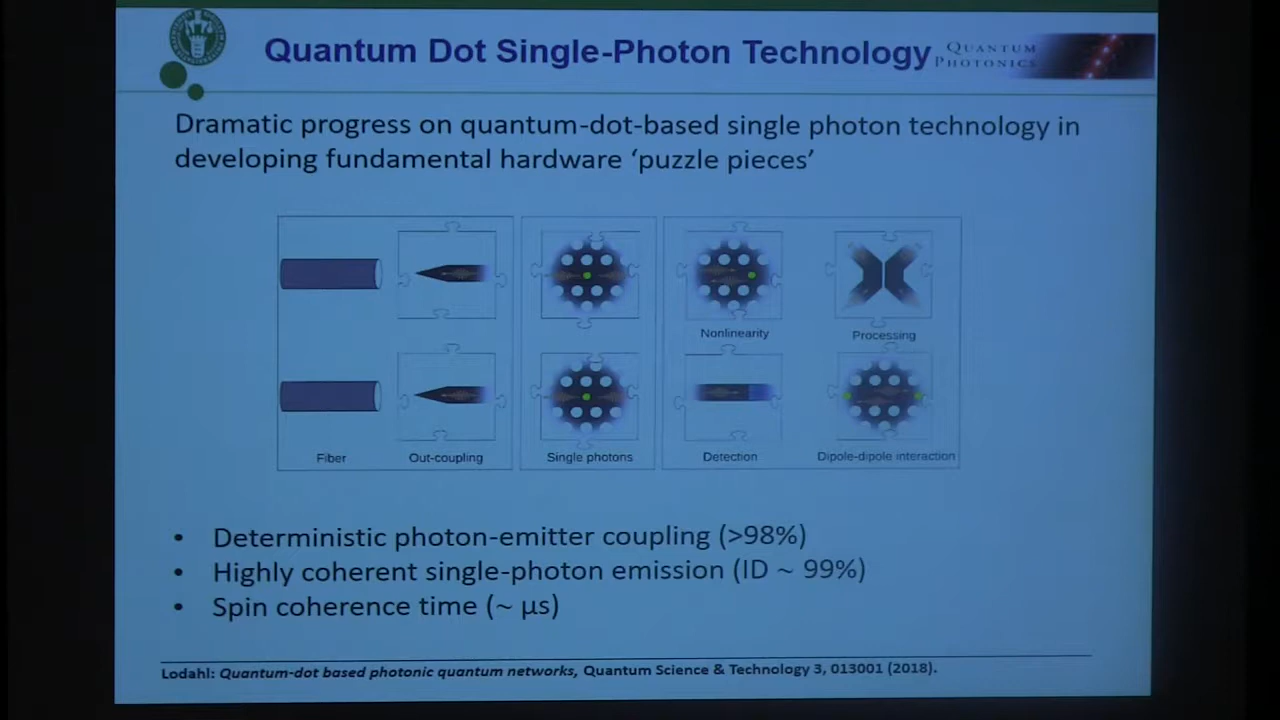 Quantum Dot Single-Photon Technology
QUANTUM
PHOTONICS
Dramatic progress on quantum-dot-based single photon technology in
developing fundamental hardware ‘puzzle pieces’
Nonlinearity
Processing
Fiber
Out-coupling
Single photons
Detection
Dipole-dipole interaction
• Deterministic photon-emitter coupling (>98%)
• Highly coherent single-photon emission (ID ~ 99%)
• Spin coherence time (~ μs)
Lodahl: Quantum-dot based photonic quantum networks, Quantum Science & Technology 3, 013001 (2018).